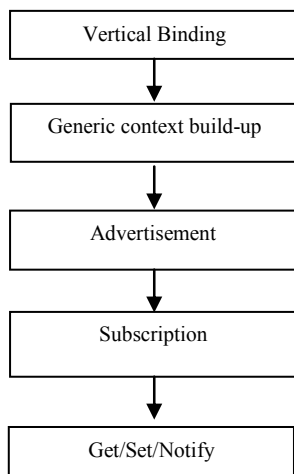 Vertical Binding
Generic context build-up
Advertisement
Subscription
Get/Set/Notify